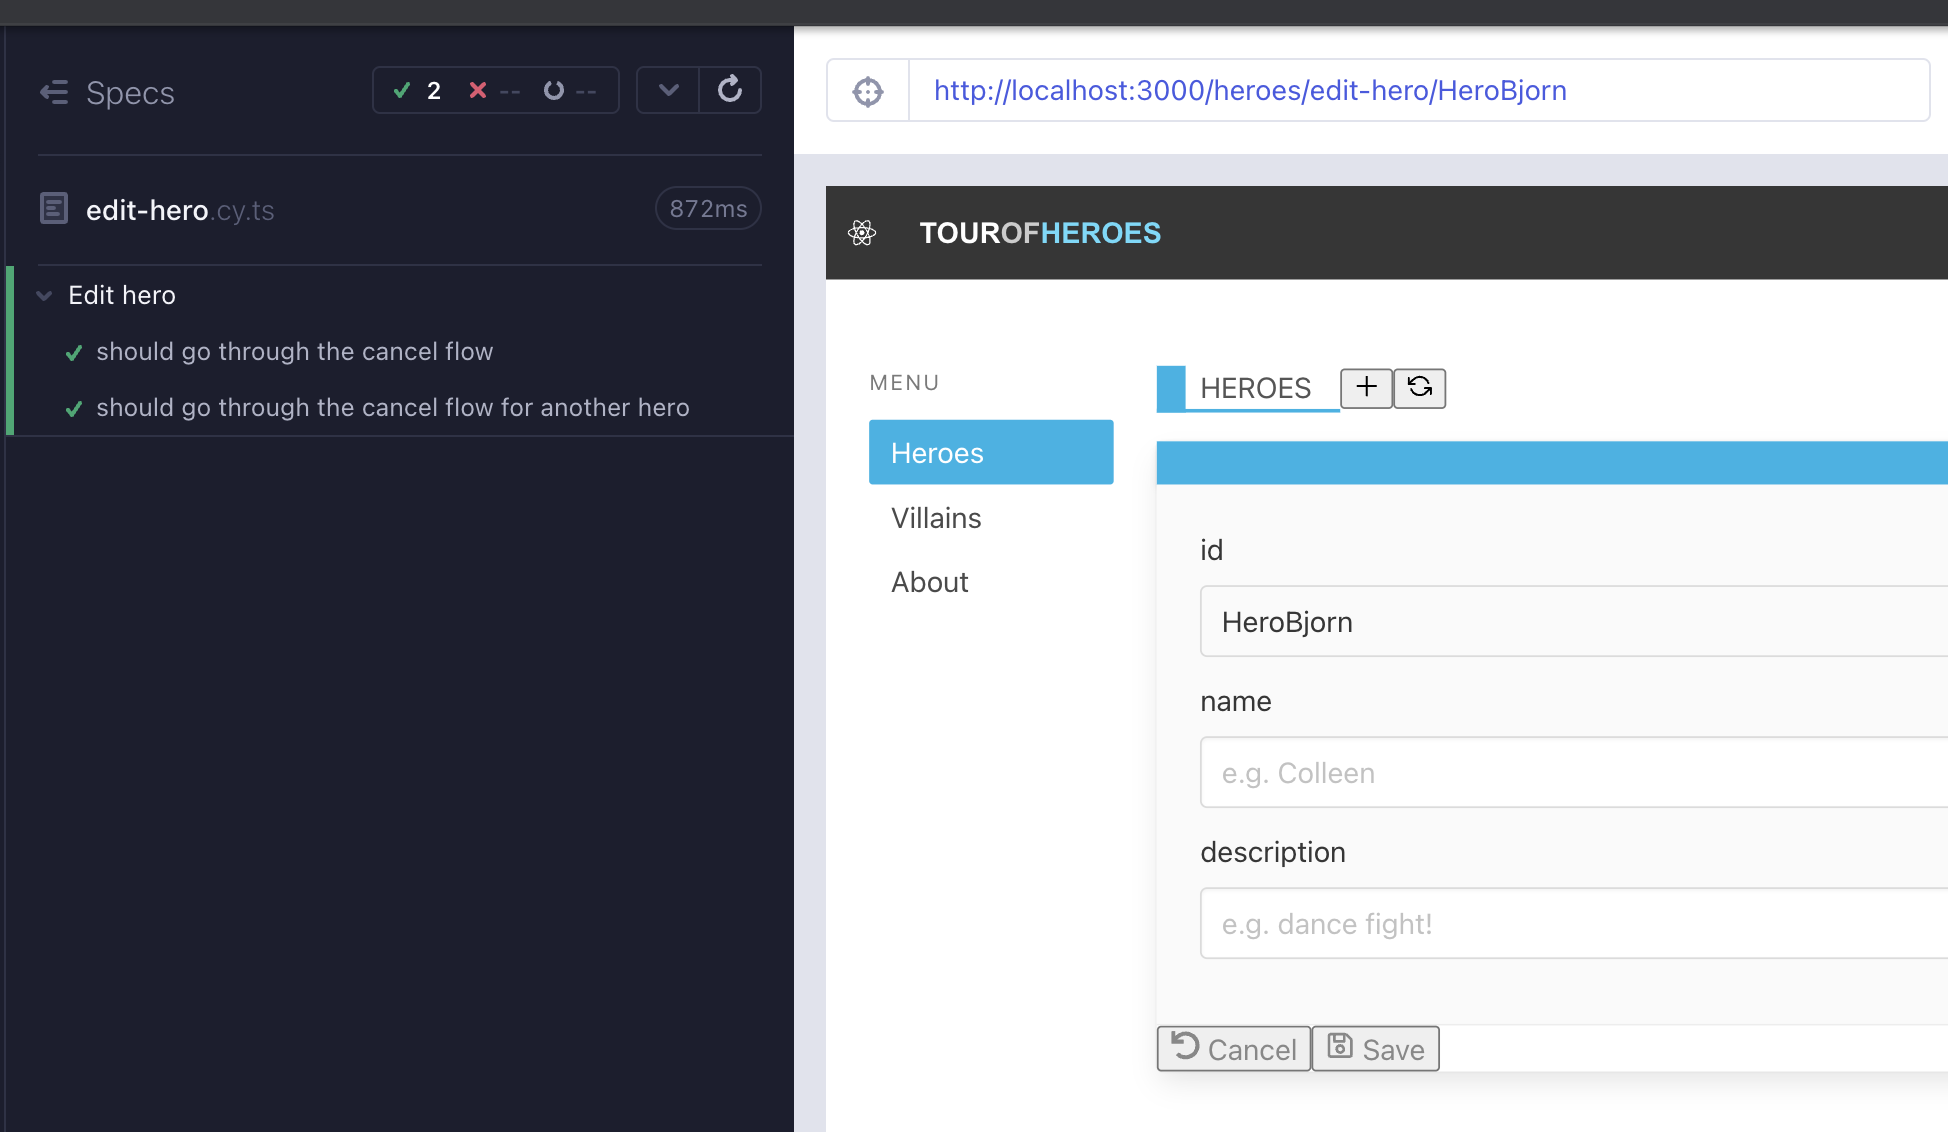 Specs
2 -- --
edit-hero.cy.ts
872ms
Edit hero
should go through the cancel flow
should go through the cancel flow for another hero
http://localhost:3000/heroes/edit-hero/HeroBjorn
TOUROFHEROES
MENU
Heroes
Villains
About
HEROES
id
HeroBjorn
name
e.g. Colleen
description
e.g. dance fight!
Cancel
Save